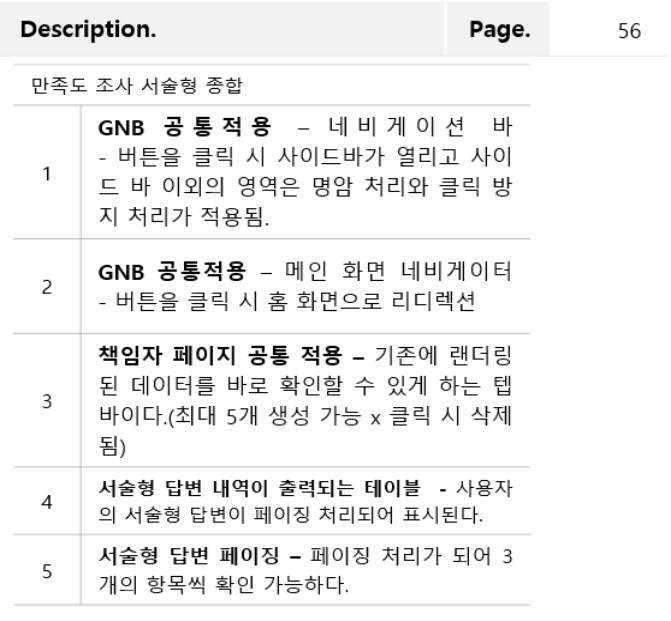 Description. Page. 56
만족도 조사 서술형 종합
1
GNB 공통적용 – 네비게이션 바
- 버튼을 클릭 시 사이드바가 열리고 사이
드 바 이외의 영역은 명암 처리와 클릭 방
지 처리가 적용됨.
2
GNB 공통적용 – 메인 화면 네비게이터
- 버튼을 클릭 시 홈 화면으로 리디렉션
3
책임자 페이지 공통 적용 – 기존에 랜더링
된 데이터를 바로 확인할 수 있게 하는 텝
바이다.(최대 5개 생성 가능 x 클릭 시 삭제
됨)
4
서술형 답변 내역이 출력되는 테이블 - 사용자
의 서술형 답변이 페이징 처리되어 표시된다.
5
서술형 답변 페이징 – 페이징 처리가 되어 3
개의 항목씩 확인 가능하다.